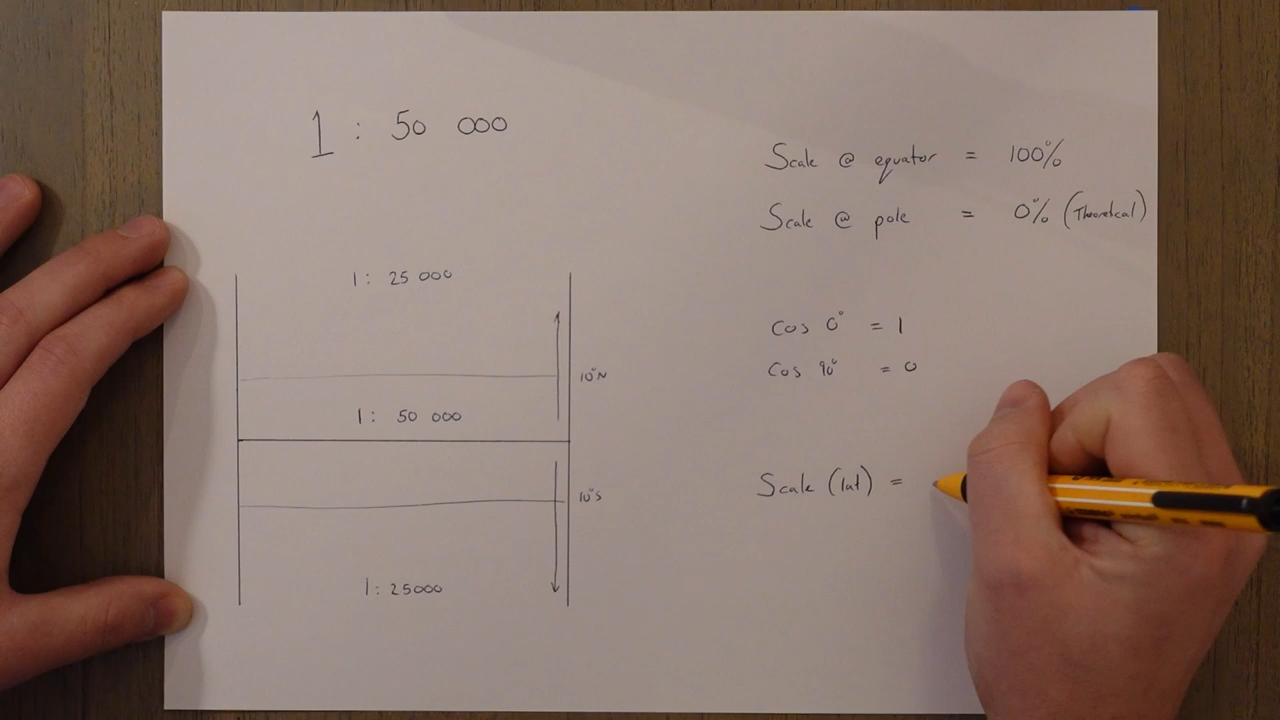 1 : 50 000
Scale @ equator = 100%
Scale @ pole = 0% (Theoretical)
1 : 25 000
Cos 0° = 1
Cos 90° = 0
10°N
1 : 50 000
Scale (lat) =
10°S
1 : 25000